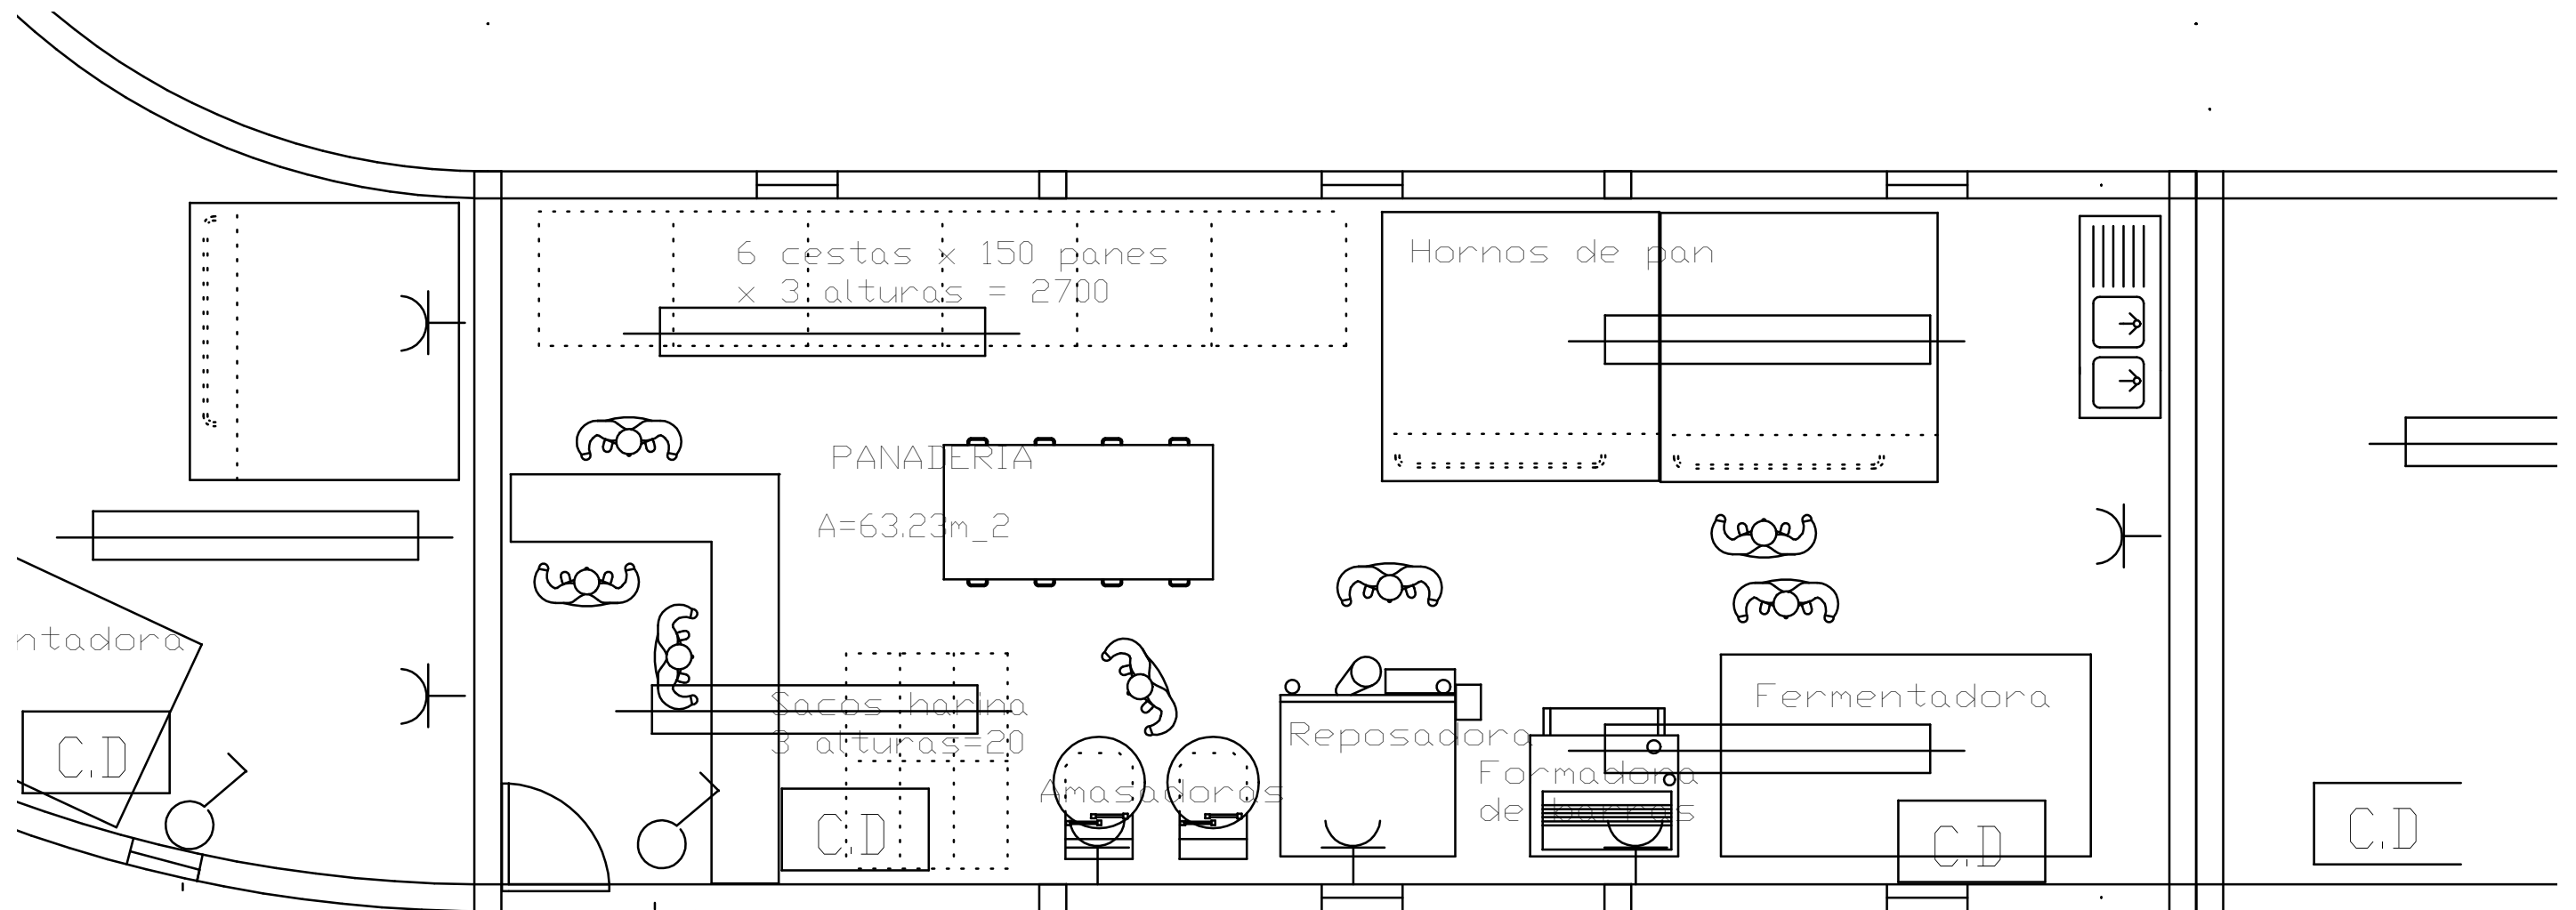 6 cestas x 150 panes
x 3 alturas = 2700
Hornos de pan
PANADERIA
A=63.23m_2
ntadora
Sacos harina
3 alturas=20
Fermentadora
Reposadora
Formadora
de barras
Amasadoras
C.D
C.D
C.D
C.D